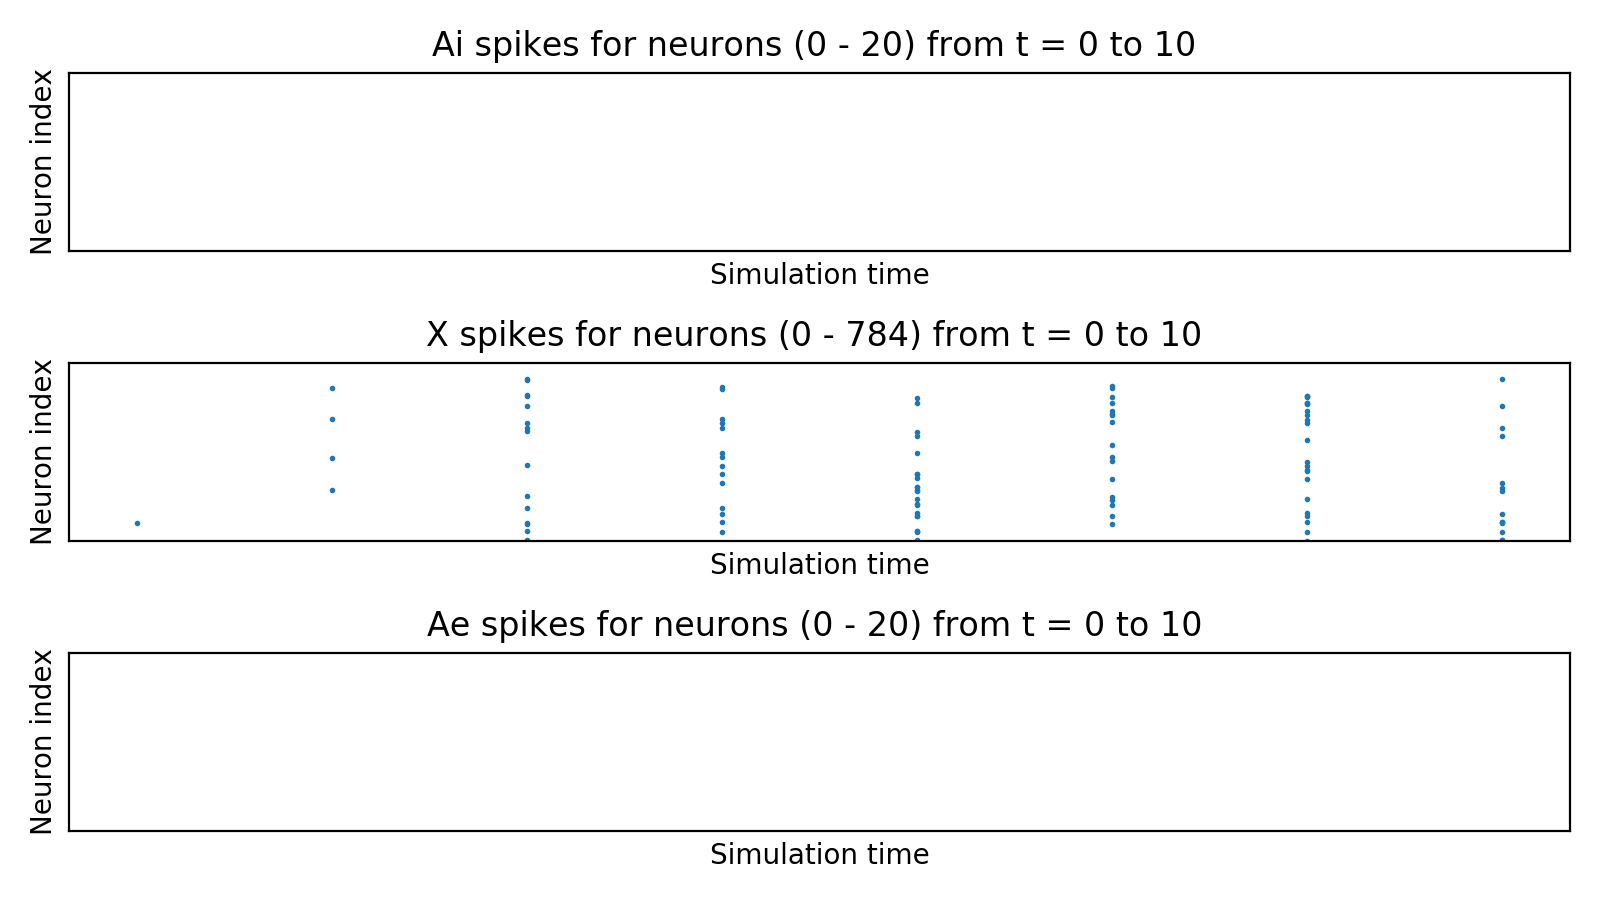 Ai spikes for neurons (0 - 20) from t = 0 to 10
Neuron index
Simulation time
X spikes for neurons (0 - 784) from t = 0 to 10
Neuron index
Simulation time
Ae spikes for neurons (0 - 20) from t = 0 to 10
Neuron index
Simulation time